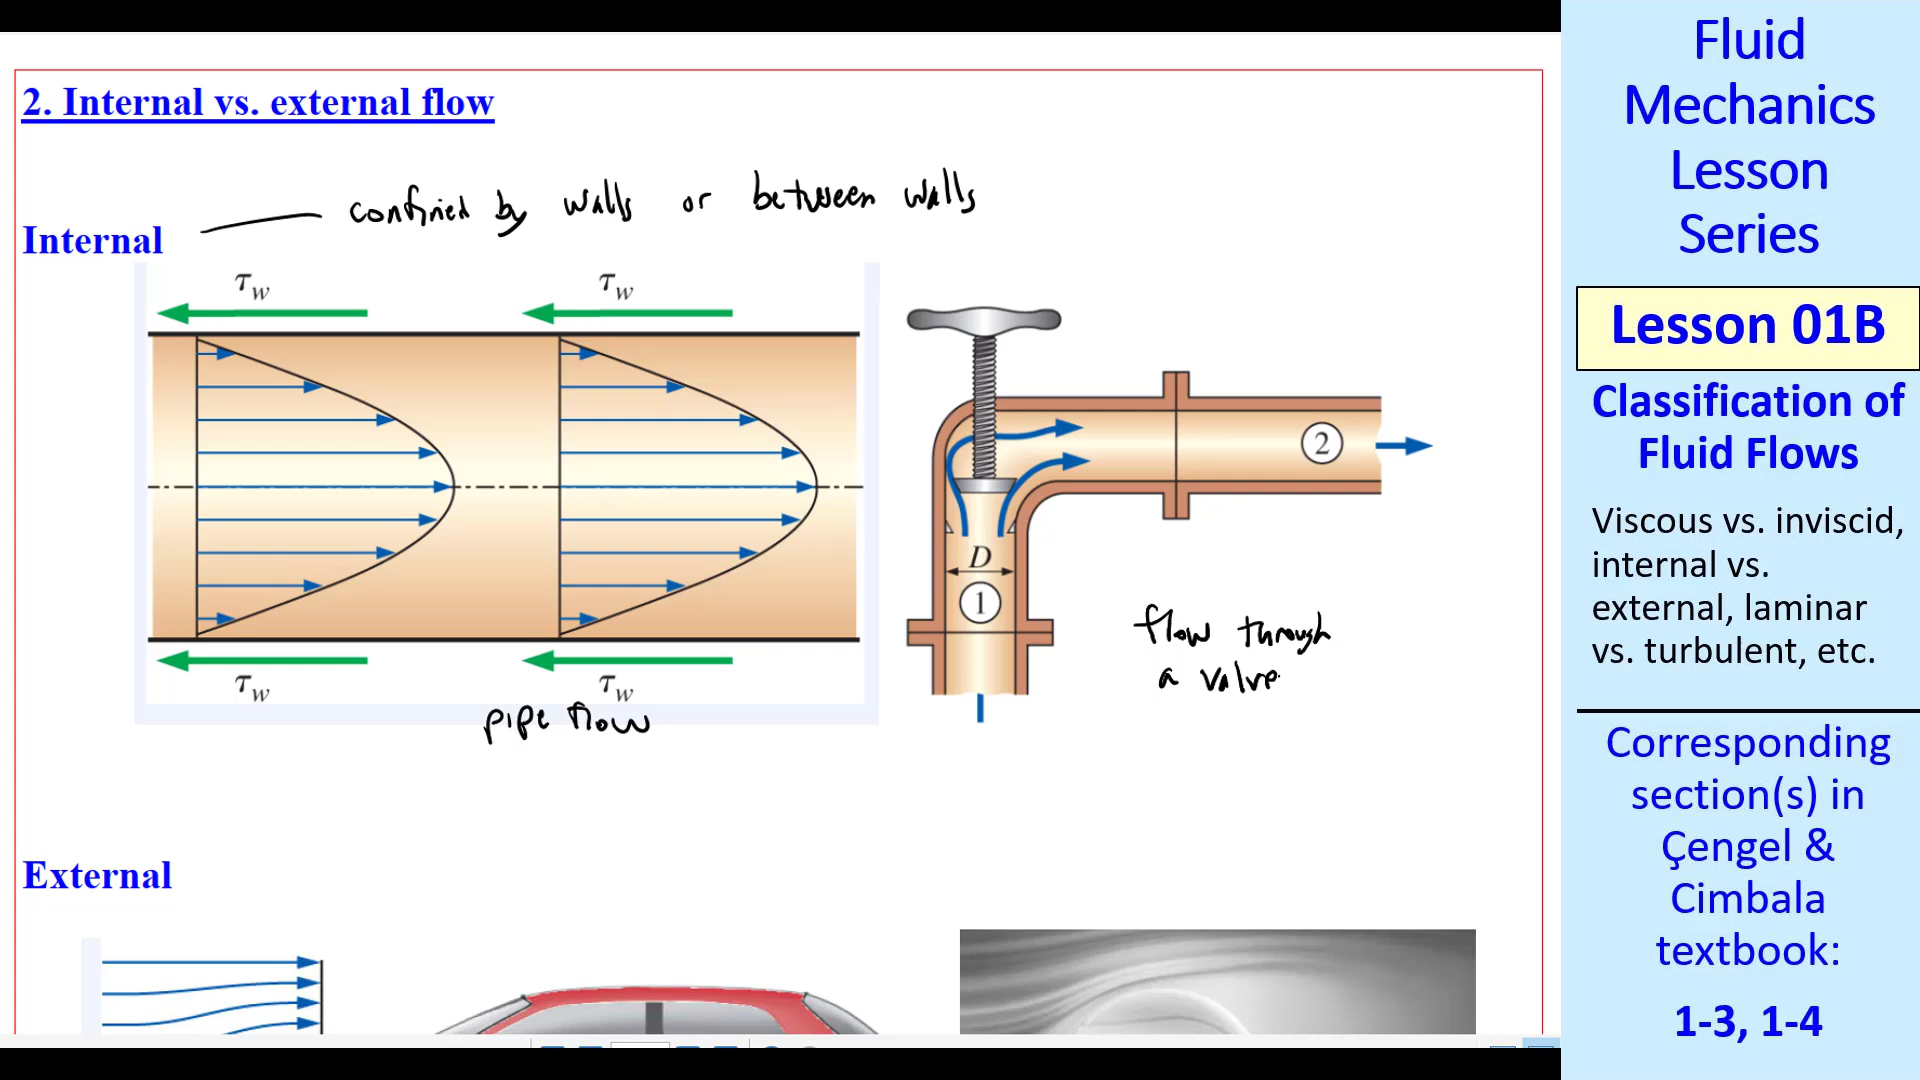 2. Internal vs. external flow
confined by walls or between walls
Internal
τw τw
τw τw
pipe flow
D
1
2
flow through
a valve
External
Fluid
Mechanics
Lesson
Series
Lesson 01B
Classification of
Fluid Flows
Viscous vs. inviscid,
internal vs.
external, laminar
vs. turbulent, etc.
Corresponding
section(s) in
Çengel &
Cimbala
textbook:
1-3, 1-4